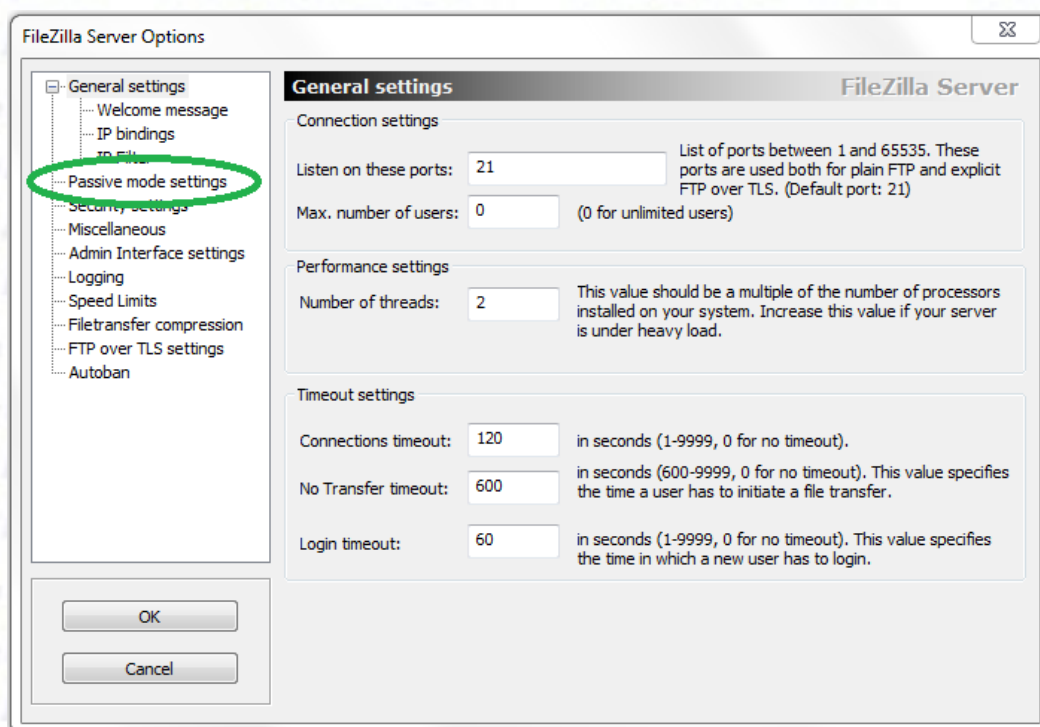 FileZilla Server Options
General settings
Welcome message
IP bindings
IP Filter
Passive mode settings
Security settings
Miscellaneous
Admin Interface settings
Logging
Speed Limits
Filetransfer compression
FTP over TLS settings
Autoban
OK
Cancel
General settings
FileZilla Server
Connection settings
Listen on these ports:
21
List of ports between 1 and 65535. These
ports are used both for plain FTP and explicit
FTP over TLS. (Default port: 21)
Max. number of users:
0
(0 for unlimited users)
Performance settings
Number of threads:
2
This value should be a multiple of the number of processors
installed on your system. Increase this value if your server
is under heavy load.
Timeout settings
Connections timeout:
120
in seconds (1-9999, 0 for no timeout).
No Transfer timeout:
600
in seconds (600-9999, 0 for no timeout). This value specifies
the time a user has to initiate a file transfer.
Login timeout:
60
in seconds (1-9999, 0 for no timeout). This value specifies
the time in which a new user has to login.